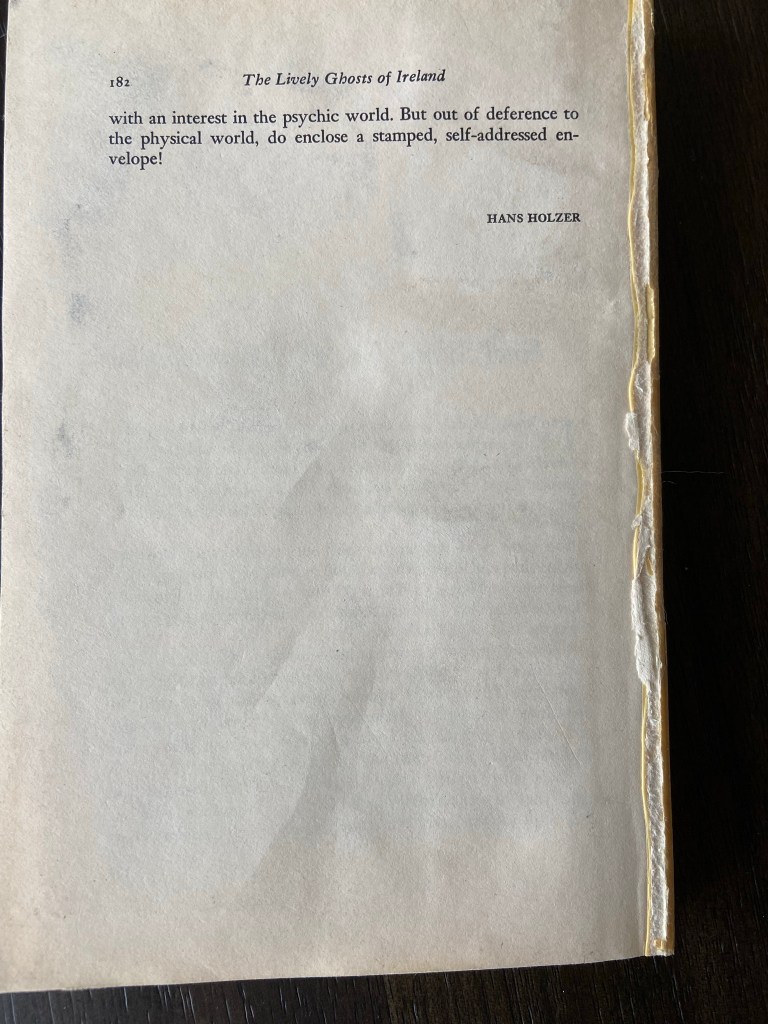 182 The Lively Ghosts of Ireland
with an interest in the psychic world. But out of deference to
the physical world, do enclose a stamped, self-addressed en-
velope!
HANS HOLZER